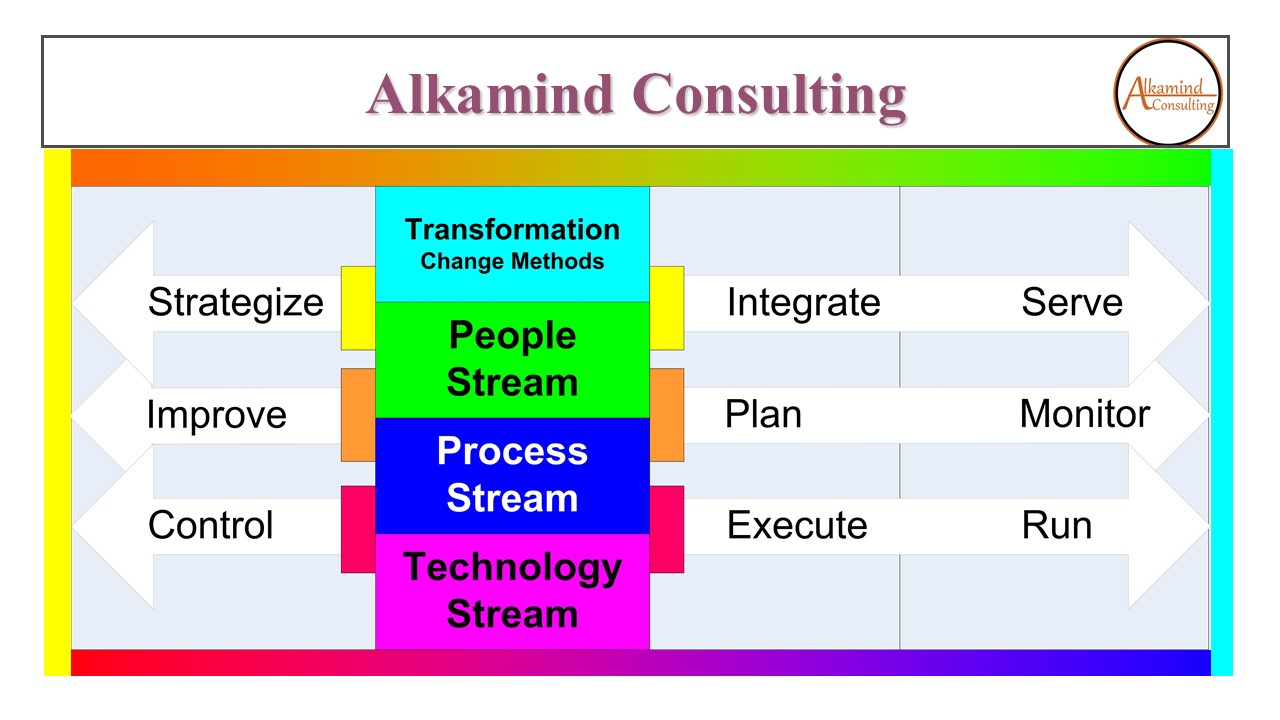 Alkamind Consulting
Alkamind
Consulting
Transformation
Change Methods
Strategize
Integrate
Serve
People
Stream
Improve
Plan
Monitor
Process
Stream
Control
Execute
Run
Technology
Stream